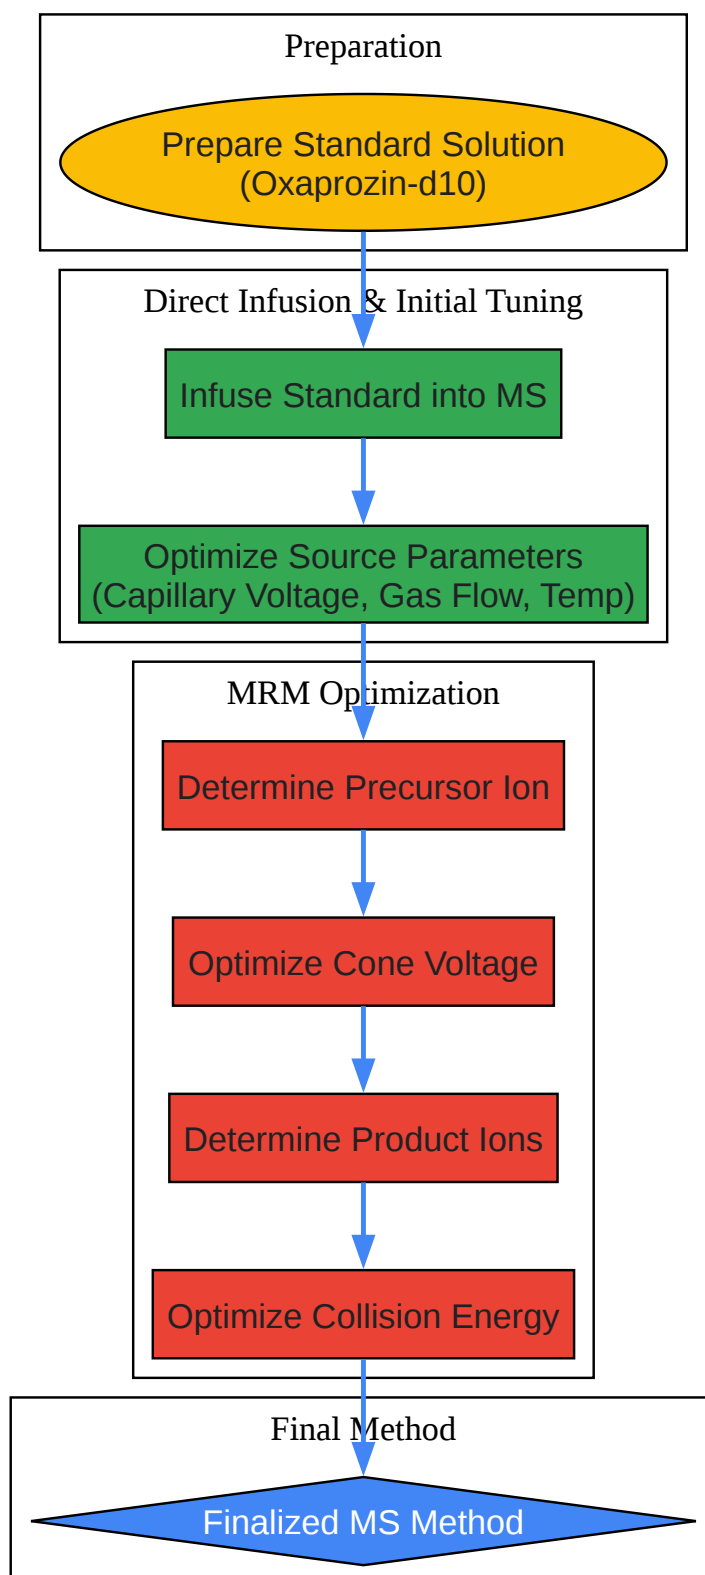 Preparation
Prepare Standard Solution
(Oxaprozin-d10)
Direct Infusion & Initial Tuning
Infuse Standard into MS
Optimize Source Parameters
(Capillary Voltage, Gas Flow, Temp)
MRM Optimization
Determine Precursor Ion
Optimize Cone Voltage
Determine Product Ions
Optimize Collision Energy
Final Method
Finalized MS Method